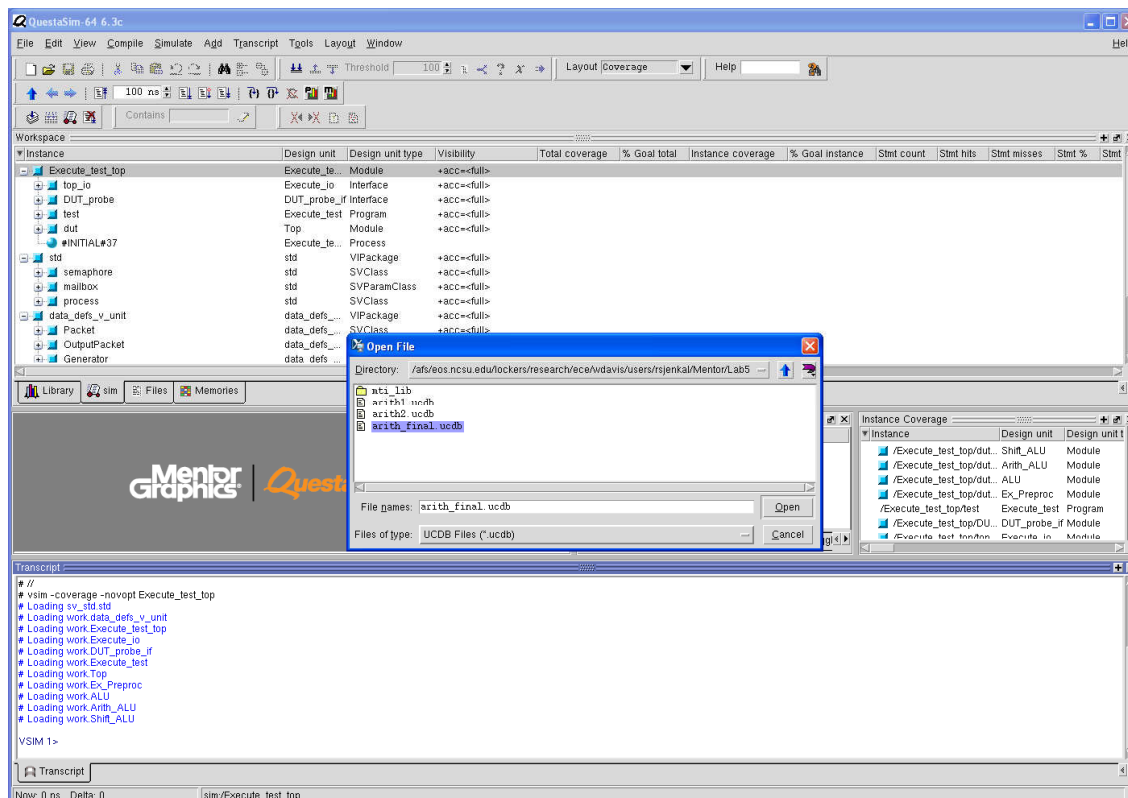 QuestaSim-64 6.3c
File Edit View Compile Simulate Add Transcript Tools Layout Window Hel
Threshold 100 Layout Coverage Help
100 ns
Contains
Workspace
Instance Design unit Design unit type Visibility Total coverage % Goal total Instance coverage % Goal instance Stmt count Stmt hits Stmt misses Stmt % Stmt
Execute_test_top Execute_te... Module +acc=<full>
top_io Execute_io Interface +acc=<full>
DUT_probe DUT_probe_if Interface +acc=<full>
test Execute_test Program +acc=<full>
dut Top Module +acc=<full>
#INITIAL#37 Execute_te... Process
std std VIPackage +acc=<full>
semaphore std SVClass +acc=<full>
mailbox std SVParamClass +acc=<full>
process std SVClass +acc=<full>
data_defs_v_unit data_defs_... VIPackage +acc=<full>
Packet data_defs_... SVClass +acc=<full>
OutputPacket data_defs_...
Generator data_defs ...
Library sim Files Memories
Open File
Directory: /afs/eos.ncsu.edu/lockers/research/ece/wdavis/users/rsjenkal/Mentor/Lab5
mti_lib
arith1.ucdb
arith2.ucdb
arith_final.ucdb
File names: arith_final.ucdb Open
Files of type: UCDB Files (*.ucdb) Cancel
Mentor Graphics Questa
Instance Coverage
Instance Design unit Design unit t
/Execute_test_top/dut... Shift_ALU Module
/Execute_test_top/dut... Arith_ALU Module
/Execute_test_top/dut... ALU Module
/Execute_test_top/dut... Ex_Preproc Module
/Execute_test_top/test Execute_test Program
/Execute_test_top/DU... DUT_probe_if Module
/Execute_test_top/top Execute_io Module
Transcript
# //
# vsim -coverage -novopt Execute_test_top
# Loading sv_std.std
# Loading work.data_defs_v_unit
# Loading work.Execute_test_top
# Loading work.Execute_io
# Loading work.DUT_probe_if
# Loading work.Execute_test
# Loading work.Top
# Loading work.Ex_Preproc
# Loading work.ALU
# Loading work.Arith_ALU
# Loading work.Shift_ALU
VSIM 1>
Transcript
Now: 0 ns Delta: 0 sim:/Execute_test_top